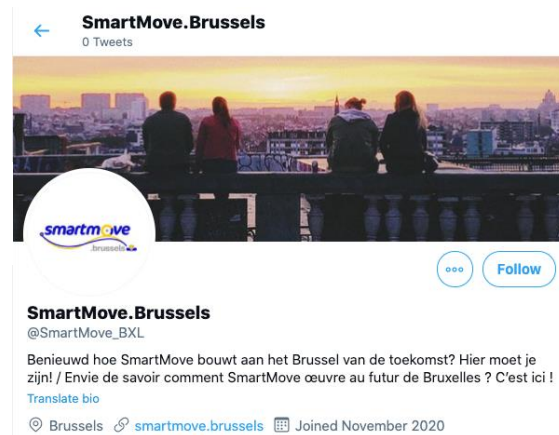 SmartMove.Brussels
0 Tweets
smartmove
.brussels
Follow
SmartMove.Brussels
@SmartMove_BXL
Benieuwd hoe SmartMove bouwt aan het Brussel van de toekomst? Hier moet je
zijn! / Envie de savoir comment SmartMove œuvre au futur de Bruxelles ? C'est ici !
Translate bio
Brussels smartmove.brussels Joined November 2020